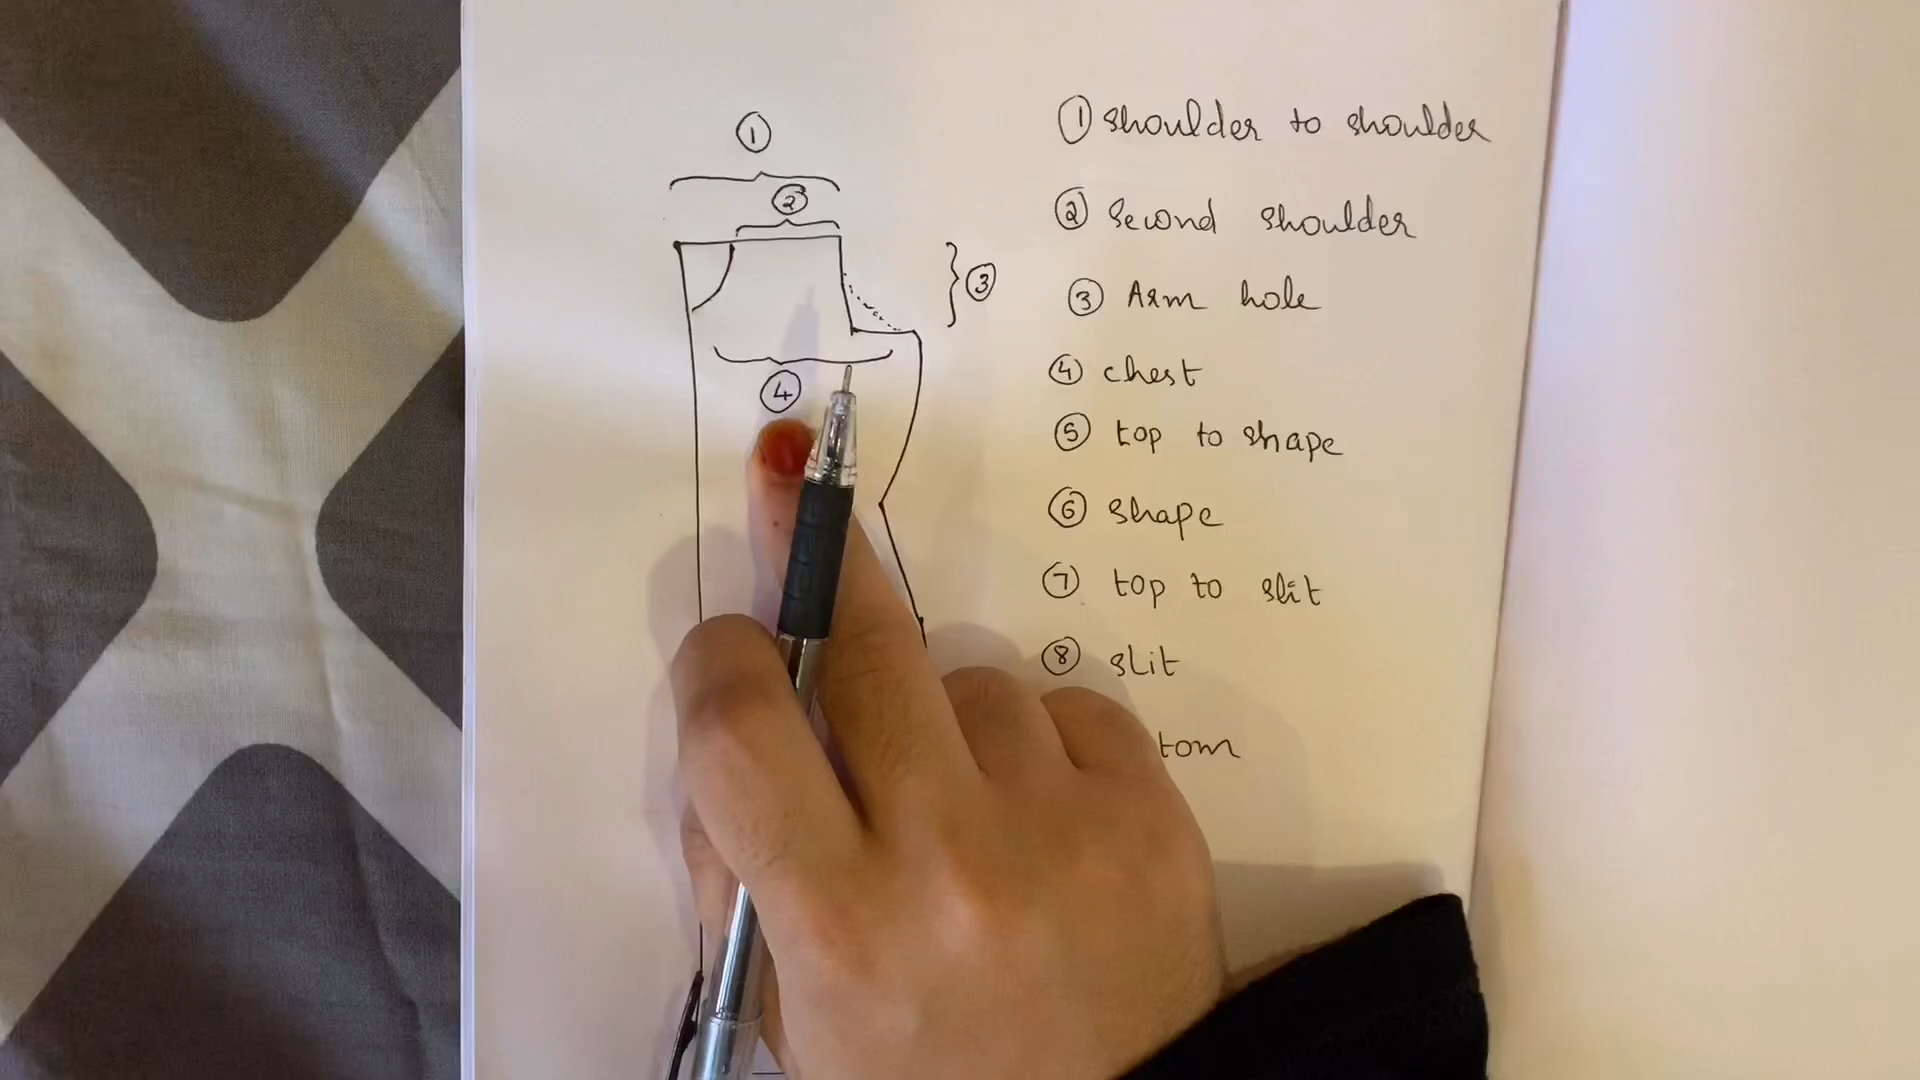 ① shoulder to shoulder
② second shoulder
③ Arm hole
④ chest
⑤ top to shape
⑥ shape
⑦ top to slit
⑧ slit
tom
①
②
③
④